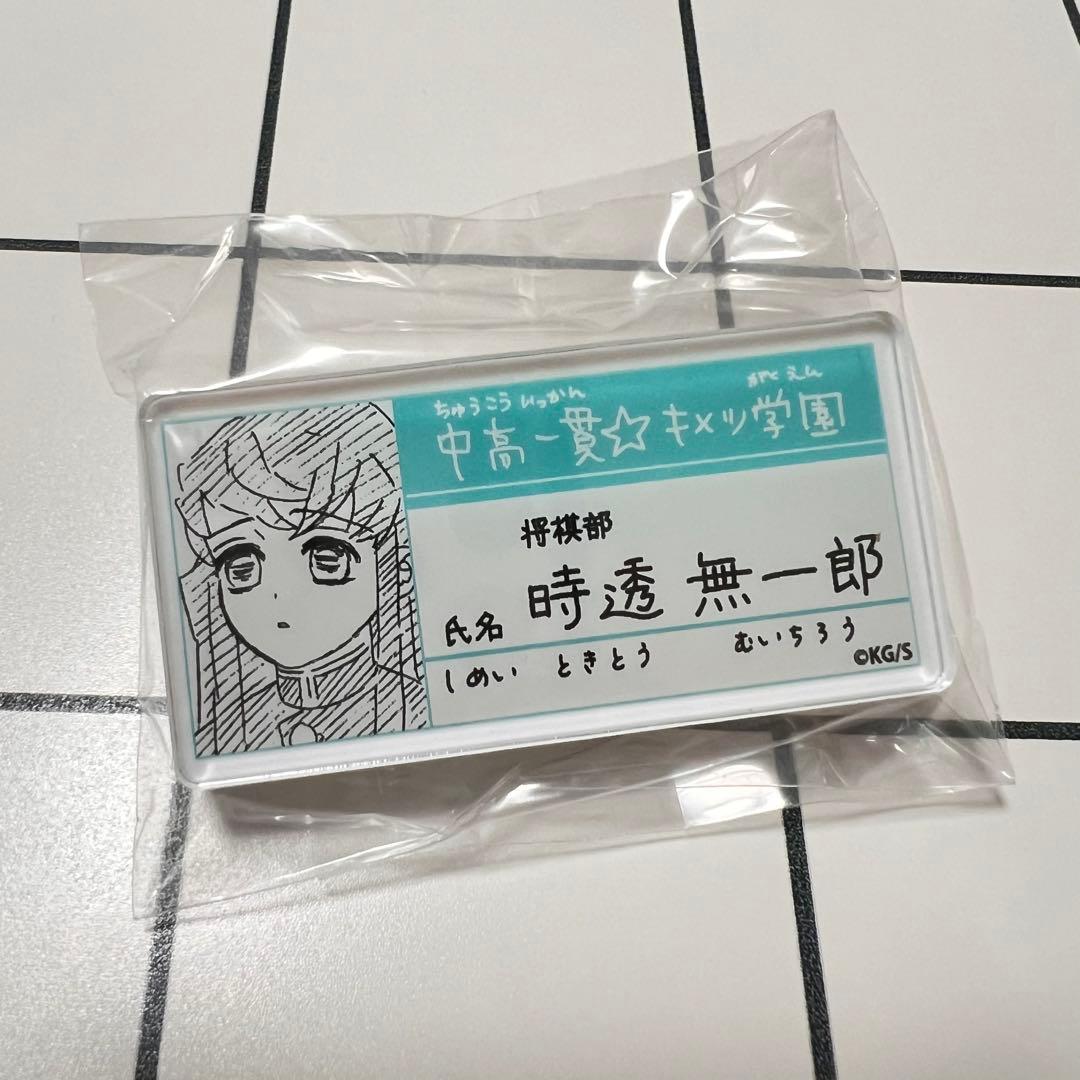 ちゅうこういっかん がくえん
中高一貫☆キメツ学園
将棋部
氏名 時透 無一郎
しめい ときとう むいちろう
©KG/S